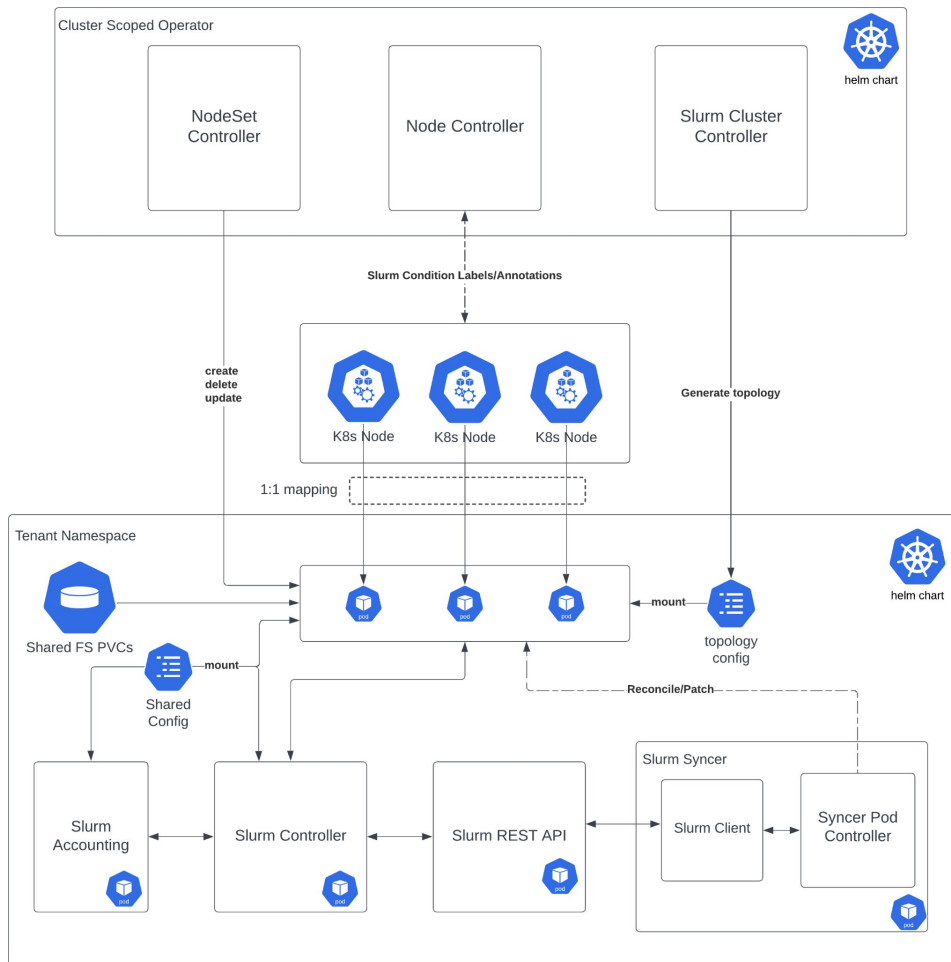 Cluster Scoped Operator
helm chart
NodeSet
Controller
Node Controller
Slurm Cluster
Controller
Slurm Condition Labels/Annotations
create
delete
update
Generate topology
K8s Node
K8s Node
K8s Node
1:1 mapping
Tenant Namespace
helm chart
Shared FS PVCs
pod
pod
pod
mount
topology
config
mount
Shared
Config
Reconcile/Patch
Slurm
Accounting
pod
Slurm Controller
pod
Slurm REST API
pod
Slurm Syncer
Slurm Client
Syncer Pod
Controller
pod